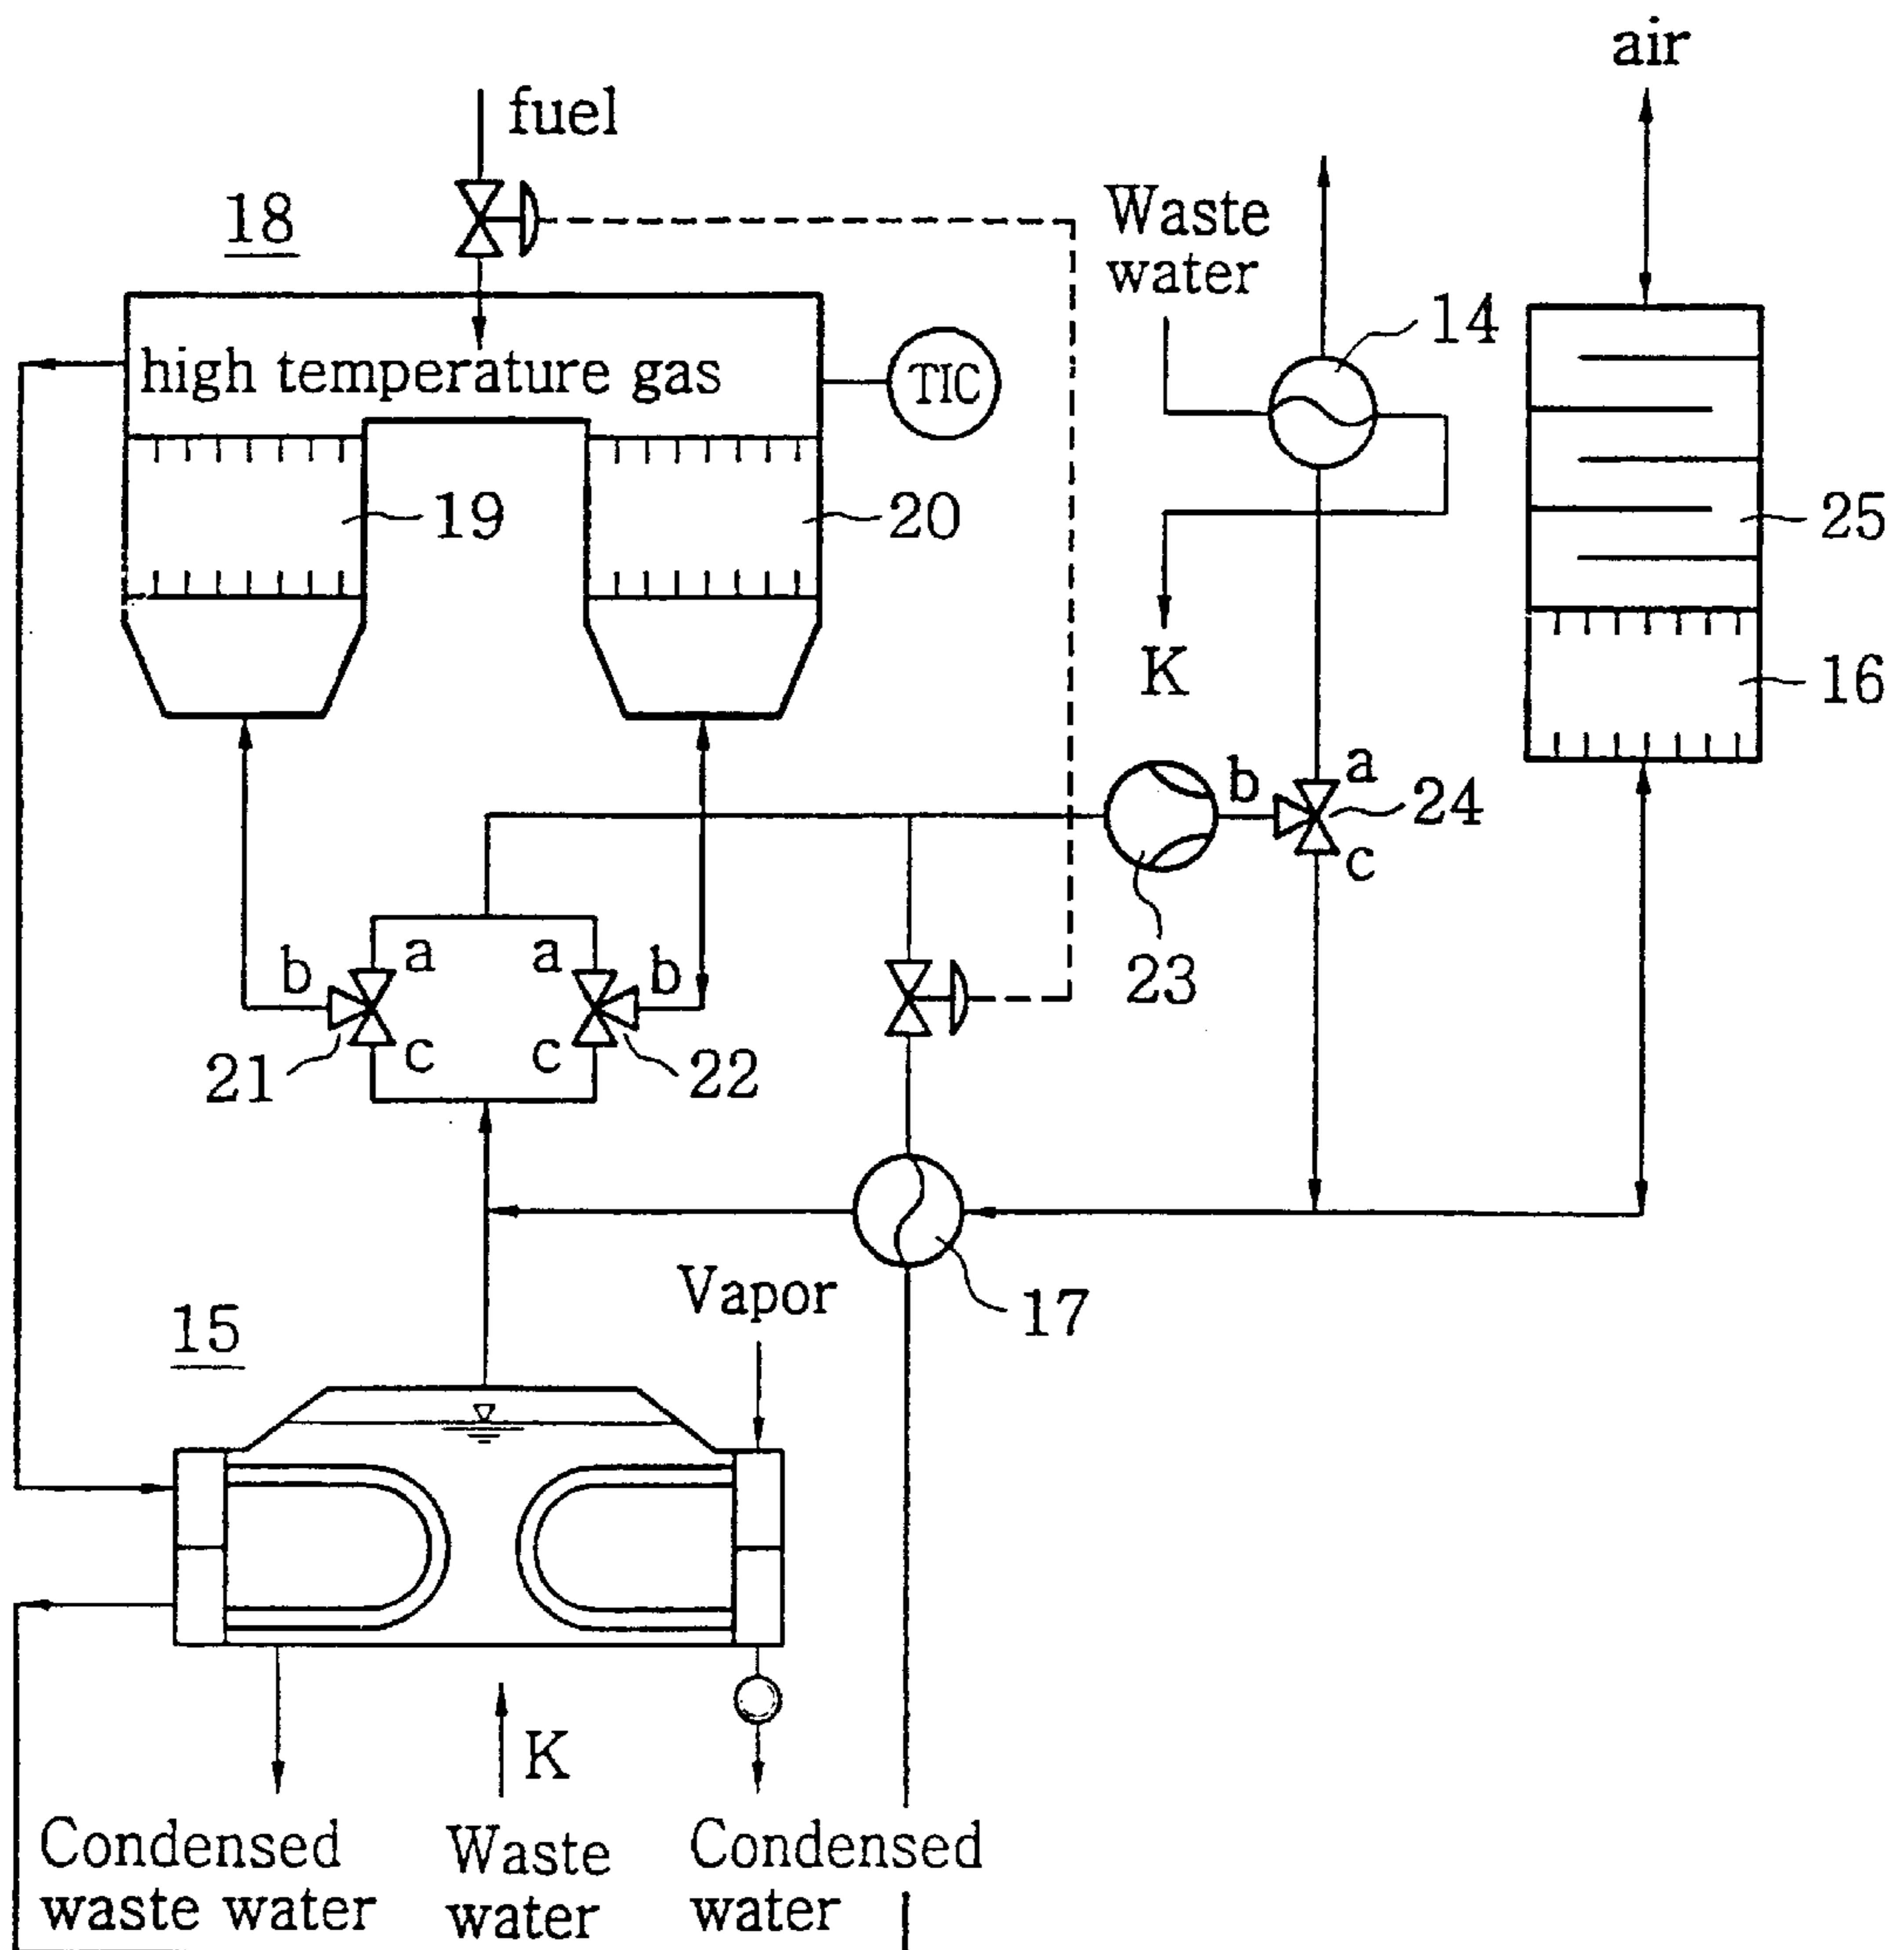 air
fuel
18
Waste
water
14
high temperature gas
TIC
19
20
25
K
16
b
a
24
c
23
b
a
a
b
21
c
c
22
17
Vapor
15
K
Condensed
waste water
Waste
water
Condensed
water